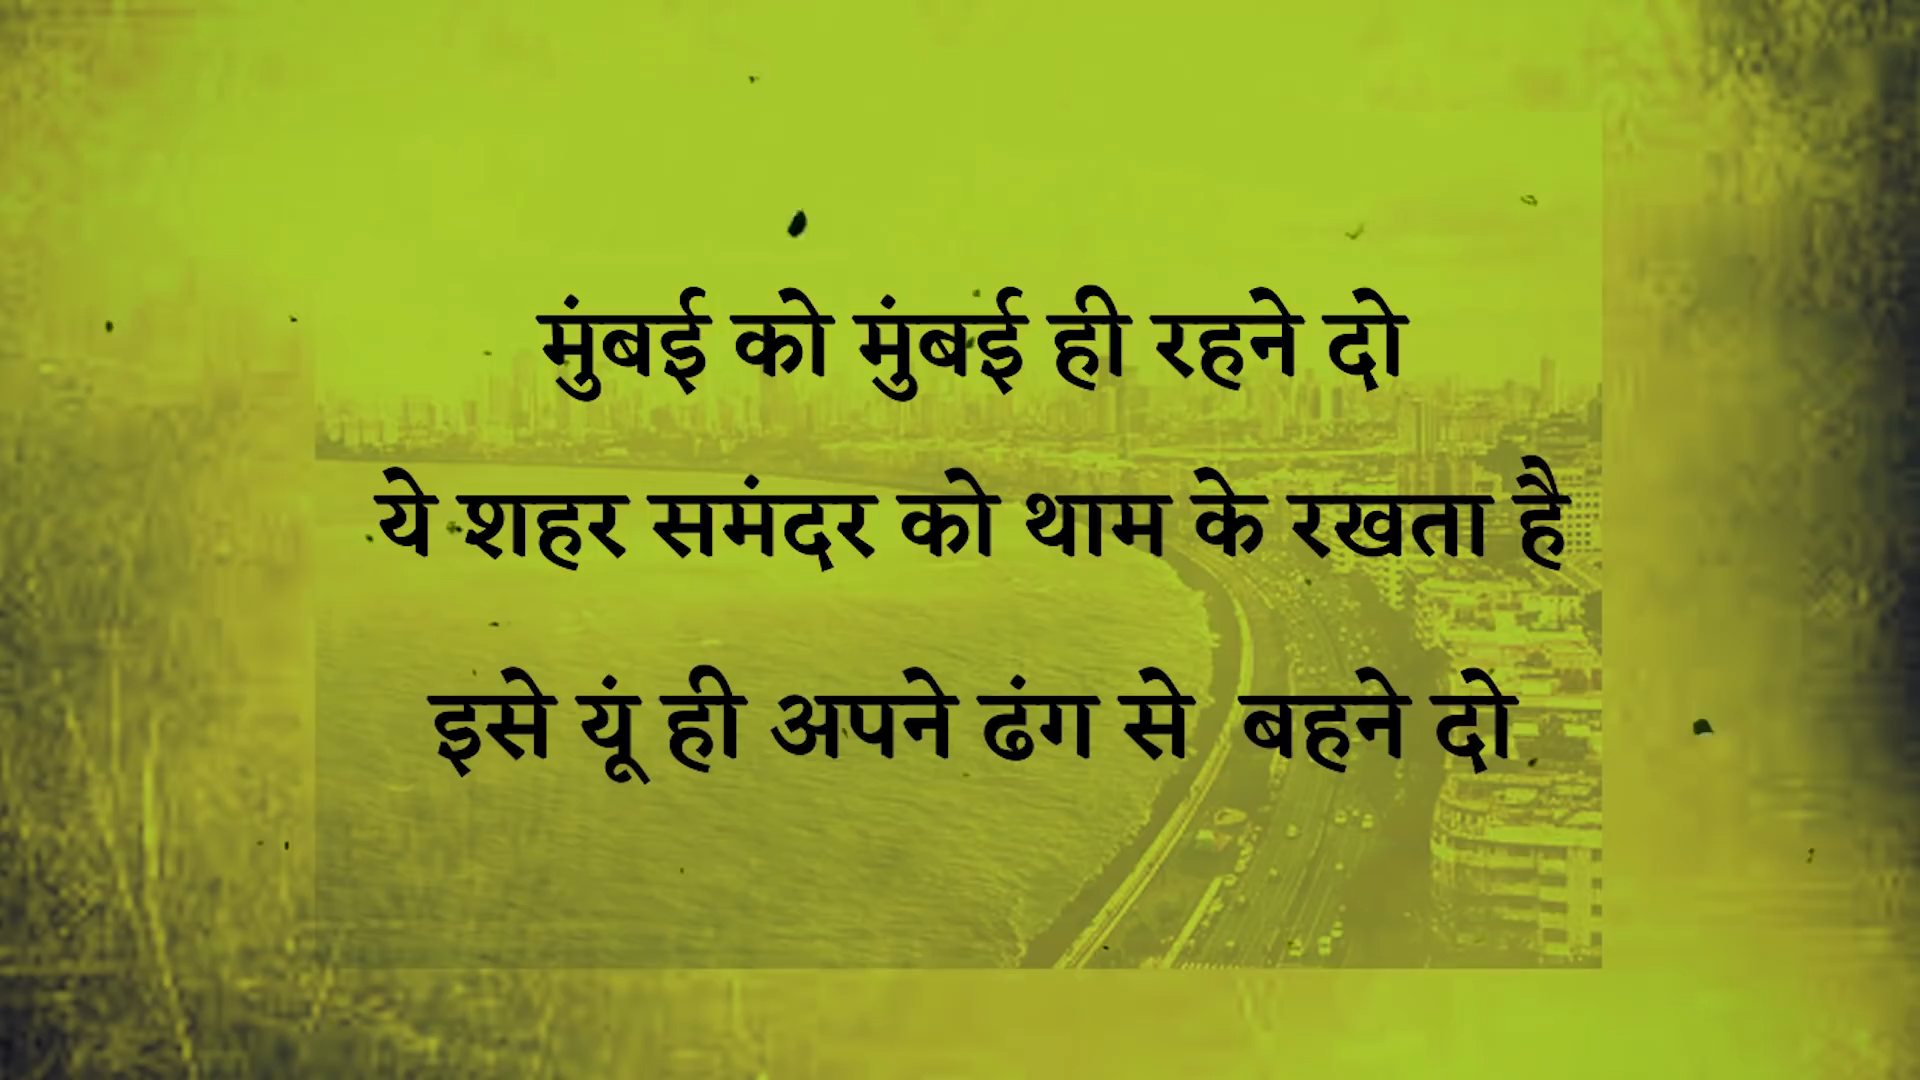 मुंबई को मुंबई ही रहने दो
ये शहर समंदर को थाम के रखता है
इसे यूं ही अपने ढंग से बहने दो